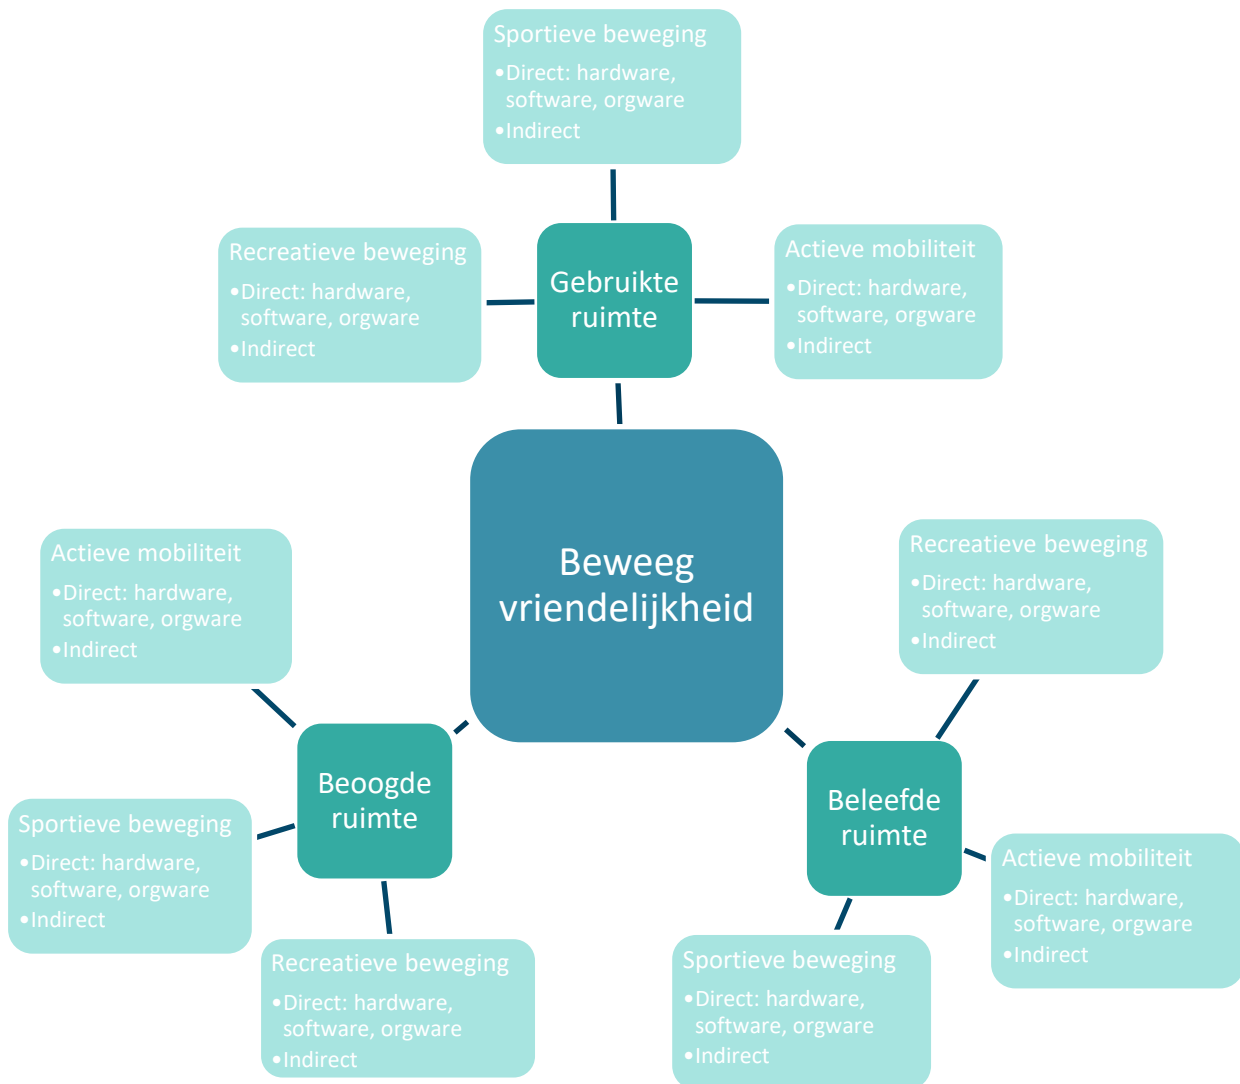 Sportieve beweging
•Direct: hardware,
software, orgware
•Indirect
Recreatieve beweging
•Direct: hardware,
software, orgware
•Indirect
Gebruikte
ruimte
Actieve mobiliteit
•Direct: hardware,
software, orgware
•Indirect
Beweeg
vriendelijkheid
Actieve mobiliteit
•Direct: hardware,
software, orgware
•Indirect
Recreatieve beweging
•Direct: hardware,
software, orgware
•Indirect
Beoogde
ruimte
Beleefde
ruimte
Sportieve beweging
•Direct: hardware,
software, orgware
•Indirect
Actieve mobiliteit
•Direct: hardware,
software, orgware
•Indirect
Recreatieve beweging
•Direct: hardware,
software, orgware
•Indirect
Sportieve beweging
•Direct: hardware,
software, orgware
•Indirect